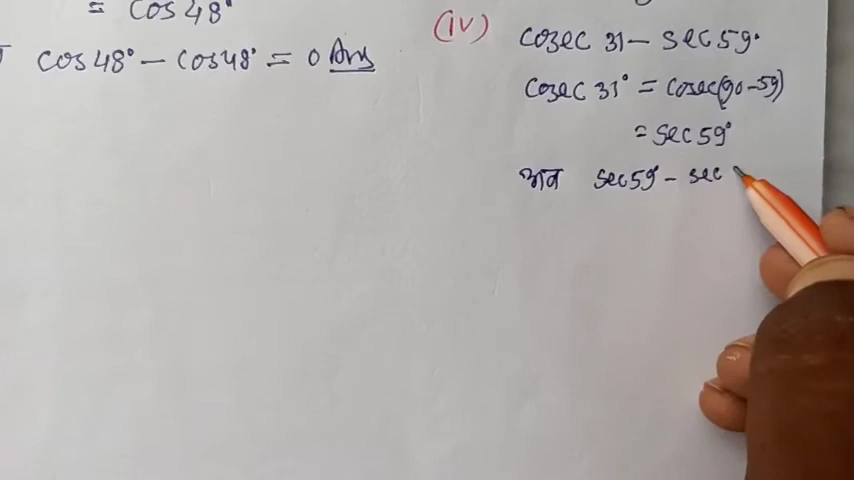 = cos 48°
cos 48° - cos 48° = 0 Ans
(iv) cosec 31 - sec 59°
cosec 31° = cosec(90-59)
= sec 59°
अब sec 59° - sec